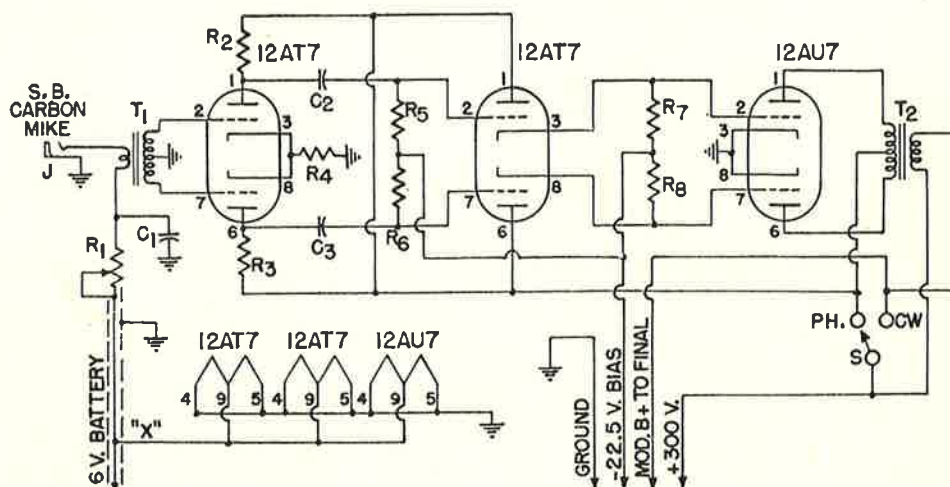 R2
12AT7
12AT7
12AU7
S. B.
CARBON
MIKE
J
T1
C1
R1
1
2
3
8
7
6
C2
C3
R4
R3
R5
R6
1
2
3
8
7
6
R7
R8
1
2
3
8
7
6
T2
PH.
CW
S
12AT7
12AT7
12AU7
4
9
5
4
9
5
4
9
5
"X"
6 V. BATTERY
GROUND
-22.5 V. BIAS
MOD. B + TO FINAL
+300 V.